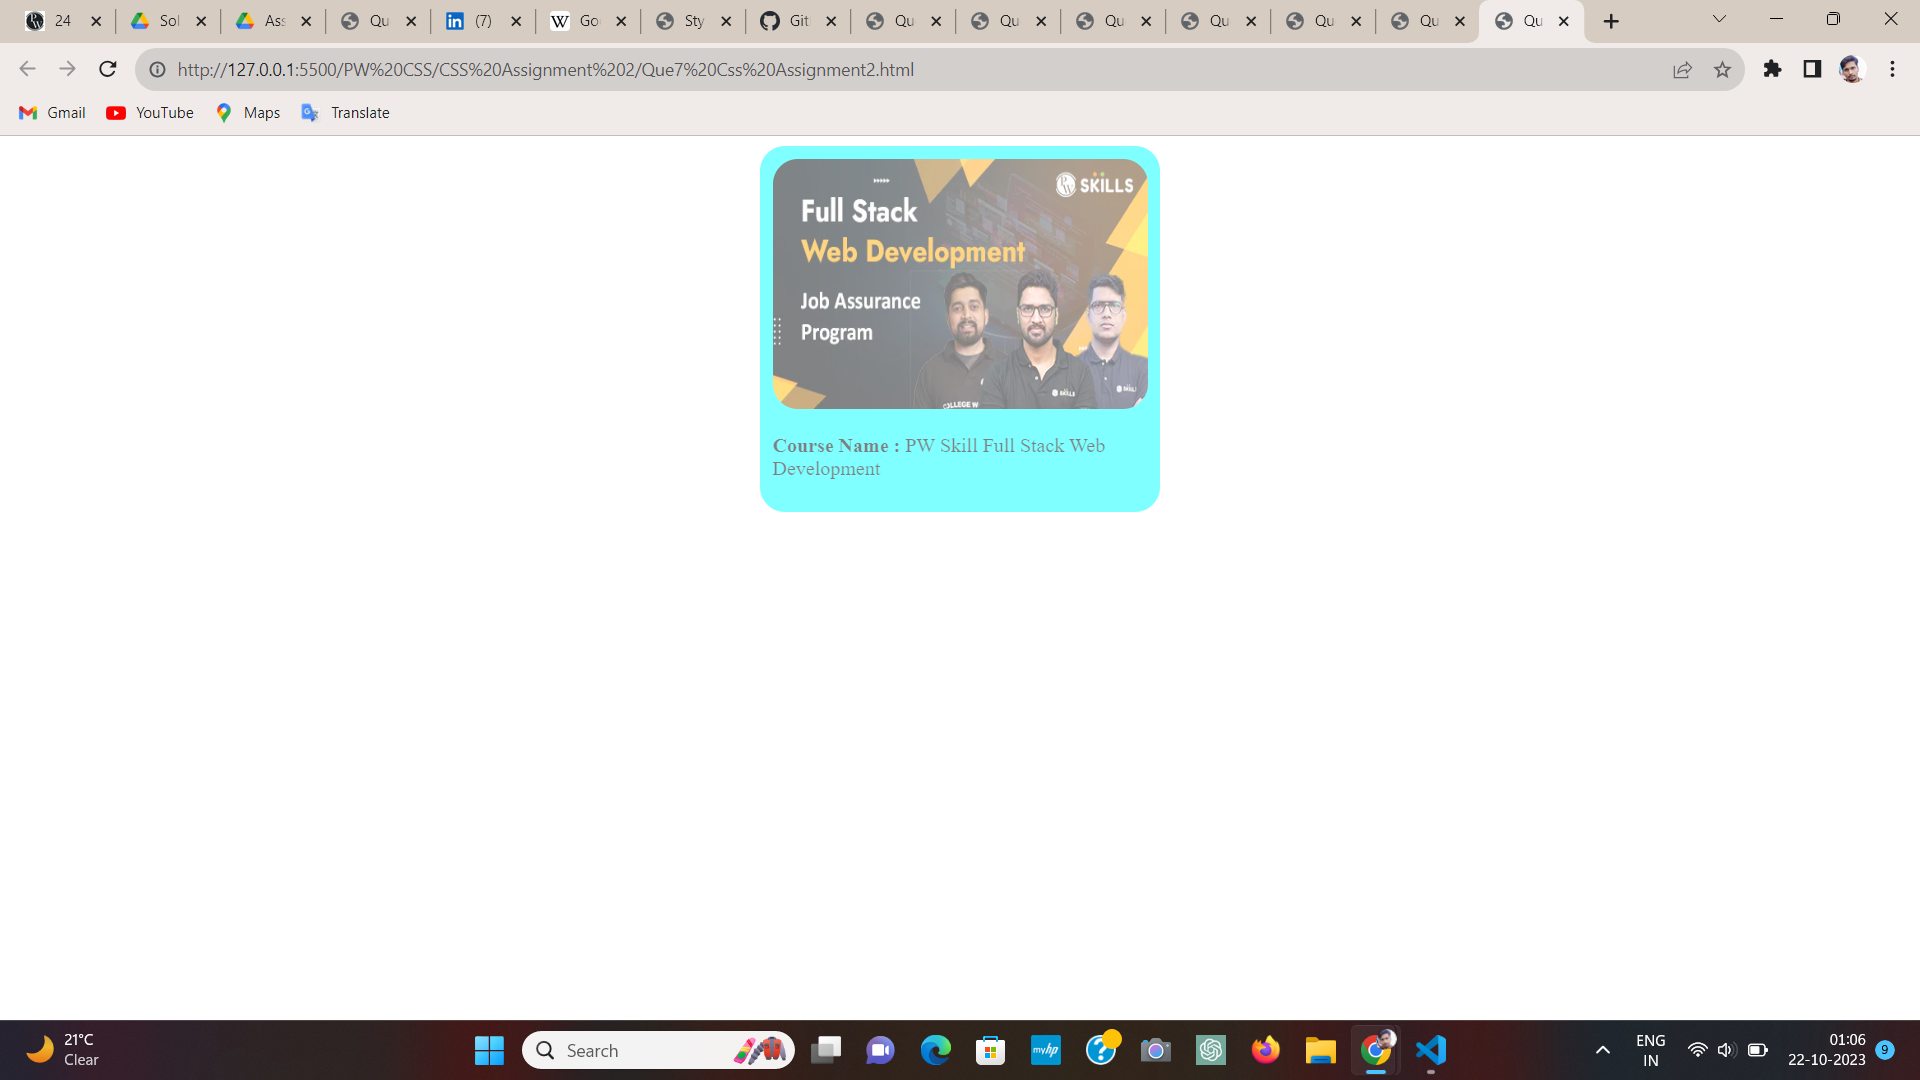 24
Sol
Ass
Qu
(7)
Go
Sty
Git
Qu
Qu
Qu
Qu
Qu
Qu
Qu
http://127.0.0.1:5500/PW%20CSS/CSS%20Assignment%202/Que7%20Css%20Assignment2.html
Gmail
YouTube
Maps
Translate
SKILLS
Full Stack
Web Development
Job Assurance
Program
COLLEGE W
SKILLS
Course Name : PW Skill Full Stack Web
Development
21°C
Clear
Search
myhp
ENG
IN
01:06
22-10-2023
9